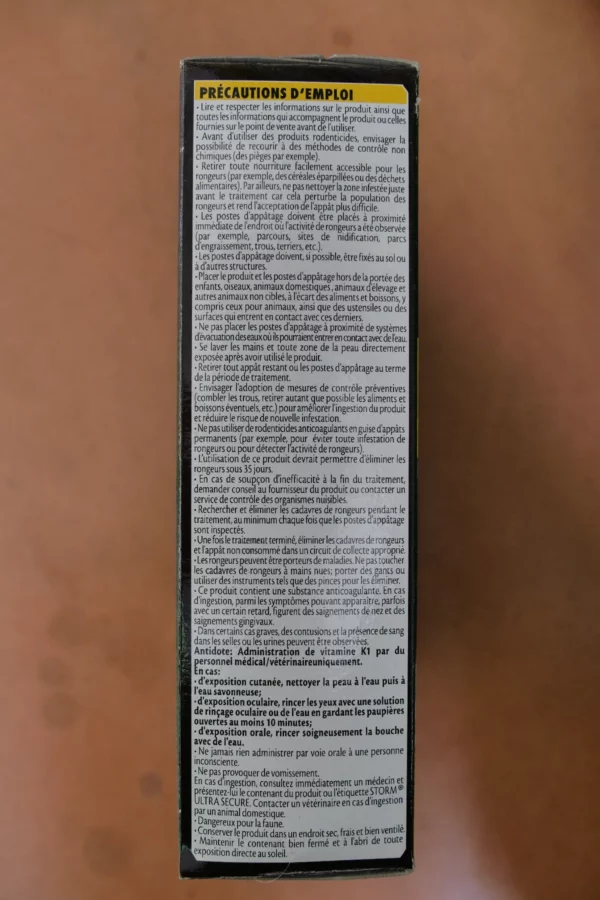 PRÉCAUTIONS D'EMPLOI
• Lire et respecter les informations sur le produit ainsi que
toutes les informations qui accompagnent le produit ou celles
fournies sur le point de vente avant de l'utiliser.
• Avant d'utiliser des produits rodenticides, envisager la
possibilité de recourir à des méthodes de contrôle non
chimiques (des pièges par exemple).
• Retirer toute nourriture facilement accessible pour les
rongeurs (par exemple, des céréales éparpillées ou des déchets
alimentaires). Par ailleurs, ne pas nettoyer la zone infestée juste
avant le traitement car cela perturbe la population des
rongeurs et rend l'acceptation de l'appât plus difficile.
• Les postes d'appâtage doivent être placés à proximité
immédiate de l'endroit où l'activité de rongeurs a été observée
(par exemple, parcours, sites de nidification, parcs
d'engraissement, trous, terriers, etc.).
• Les postes d'appâtage doivent, si possible, être fixés au sol ou
à d'autres structures.
• Placer le produit et les postes d'appâtage hors de la portée des
enfants, oiseaux, animaux domestiques, animaux d'élevage et
autres animaux non cibles, à l'écart des aliments et boissons, y
compris ceux pour animaux, ainsi que des ustensiles ou des
surfaces qui entrent en contact avec ces derniers.
• Ne pas placer les postes d'appâtage à proximité de systèmes
d'évacuation des eaux où ils pourraient entrer en contact avec de l'eau.
• Se laver les mains et toute zone de la peau directement
exposée après avoir utilisé le produit.
• Retirer tout appât restant ou les postes d'appâtage au terme
de la période de traitement.
• Envisager l'adoption de mesures de contrôle préventives
(combler les trous, retirer autant que possible les aliments et
boissons éventuels, etc.) pour améliorer l'ingestion du produit
et réduire le risque de nouvelle infestation.
• Ne pas utiliser de rodenticides anticoagulants en guise d'appâts
permanents (par exemple, pour éviter toute infestation de
rongeurs ou pour détecter l'activité de rongeurs).
• L'utilisation de ce produit devrait permettre d'éliminer les
rongeurs sous 35 jours.
• En cas de soupçon d'inefficacité à la fin du traitement,
demander conseil au fournisseur du produit ou contacter un
service de contrôle des organismes nuisibles.
• Rechercher et éliminer les cadavres de rongeurs pendant le
traitement, au minimum chaque fois que les postes d'appâtage
sont inspectés.
• Une fois le traitement terminé, éliminer les cadavres de rongeurs
et l'appât non consommé dans un circuit de collecte approprié.
• Les rongeurs peuvent être porteurs de maladies. Ne pas toucher
les cadavres de rongeurs à mains nues; porter des gants ou
utiliser des instruments tels que des pinces pour les éliminer.
• Ce produit contient une substance anticoagulante. En cas
d'ingestion, parmi les symptômes pouvant apparaître, parfois
avec un certain retard, figurent des saignements de nez et des
saignements gingivaux.
• Dans certains cas graves, des contusions et la présence de sang
dans les selles ou les urines peuvent être observées.
Antidote: Administration de vitamine K1 par du
personnel médical/vétérinaireuniquement.
En cas:
• d'exposition cutanée, nettoyer la peau à l'eau puis à
l'eau savonneuse;
• d'exposition oculaire, rincer les yeux avec une solution
de rinçage oculaire ou de l'eau en gardant les paupières
ouvertes au moins 10 minutes;
• d'exposition orale, rincer soigneusement la bouche
avec de l'eau.
• Ne jamais rien administrer par voie orale à une personne
inconsciente.
• Ne pas provoquer de vomissement.
En cas d'ingestion, consultez immédiatement un médecin et
présentez-lui le contenant du produit ou l'étiquette STORM®
ULTRA SECURE. Contacter un vétérinaire en cas d'ingestion
par un animal domestique.
• Dangereux pour la faune.
• Conserver le produit dans un endroit sec, frais et bien ventilé.
• Maintenir le contenant bien fermé et à l'abri de toute
exposition directe au soleil.